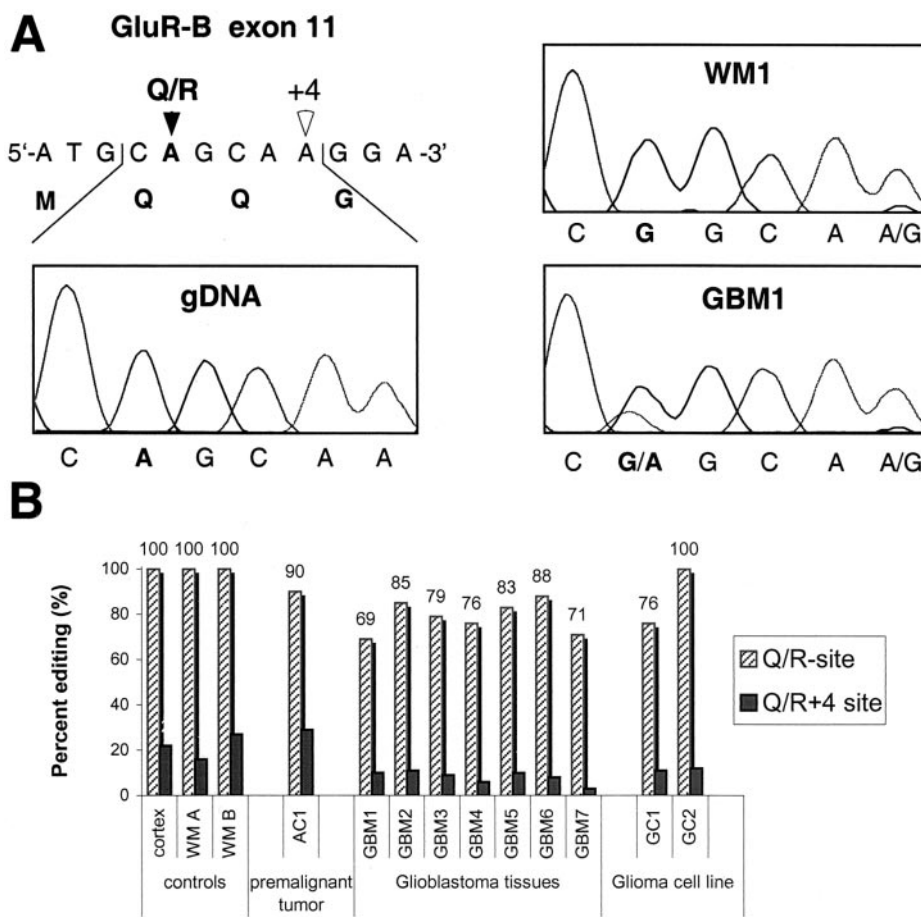 A
GluR-B exon 11
Q/R
+4
5'-A T G C A G C A A G G A-3'
M Q Q G
gDNA
C A G C A A
WM1
C G G C A A/G
GBM1
C G/A G C A A/G
B
Percent editing (%)
100
80
60
40
20
0
100 100 100
90
69
85
79
76
83
88
71
76
100
Q/R-site
Q/R+4 site
cortex
WM A
WM B
AC1
GBM1
GBM2
GBM3
GBM4
GBM5
GBM6
GBM7
GC1
GC2
controls
premalignant
tumor
Glioblastoma tissues
Glioma cell line